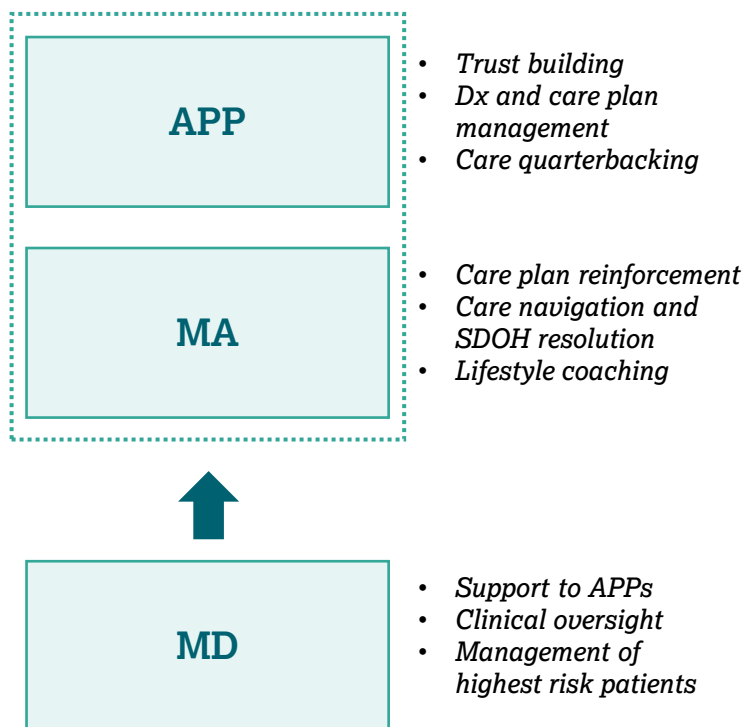 APP
• Trust building
• Dx and care plan
management
• Care quarterbacking
MA
• Care plan reinforcement
• Care navigation and
SDOH resolution
• Lifestyle coaching
MD
• Support to APPs
• Clinical oversight
• Management of
highest risk patients